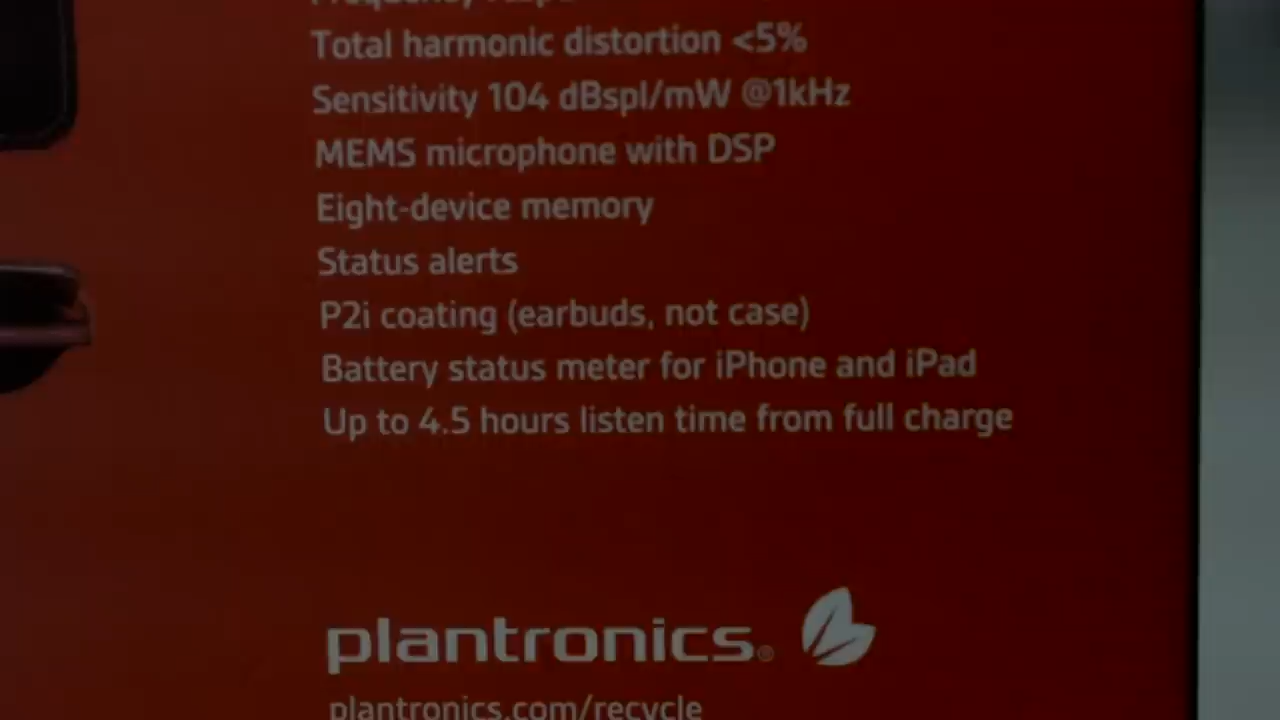 Total harmonic distortion <5%
Sensitivity 104 dBspl/mW @1kHz
MEMS microphone with DSP
Eight-device memory
Status alerts
P2i coating (earbuds, not case)
Battery status meter for iPhone and iPad
Up to 4.5 hours listen time from full charge
plantronics®
plantronics.com/recycle